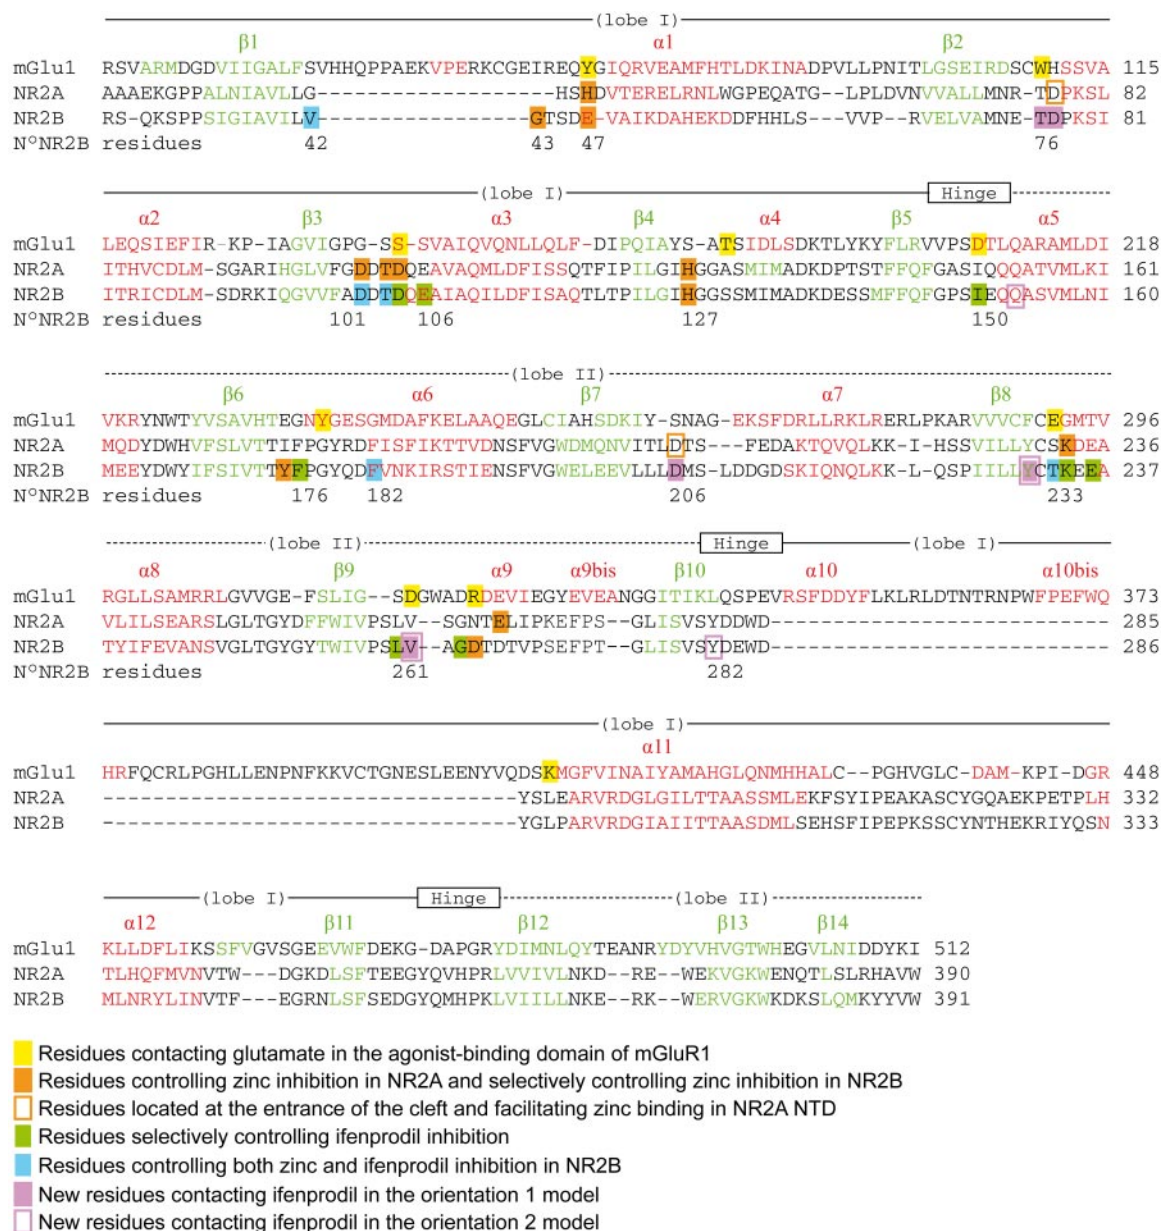 (lobe I)
β1 α1 β2
mGlu1 RSVARMDGDVIIGALFSVHHQPPAEKVPERKCGEIREQYGIQRVEAMFHTLDKINADPVLLPNITLGSEIRDSCWHSSVA 115
NR2A AAAEKGPPALNIAVLLG---------------HSHDVTERELRNLWGPEQATG-LPLDVNVVALLMNR-TDPKSL 82
NR2B RS-QKSPPSIGIAVILV-----------------GTSDEVAIKDAHEKDDFHHLS--VVP--RVELVAMNE-TDPKSI 81
N°NR2B residues 42 43 47 76
(lobe I) Hinge
α2 β3 α3 β4 α4 β5 α5
mGlu1 LEQSIEFIR-KP-IAGVIGPG-SS-SVAIQVQNLLQLF-DIPQIAYS-ATSIDLSDKTLYKYFLRVVPSDTLQARAMLDI 218
NR2A ITHVCDLM-SGARIHGLVFGDDTDQEAVAQMLDFISSQTFIPILGIHGGASMIMADKDPTSTFFQFGASIQQQATVMLKI 161
NR2B ITRICDLM-SDRKIQGVVFADDTDQEAIAQILDFISAQTLTPILGIHGGSSMIMADKDESSMFFQFGPSIEQQASVMLNI 160
N°NR2B residues 101 106 127 150
(lobe II)
β6 α6 β7 α7 β8
mGlu1 VKRYNWTYVSAVHTEGNYGESGMDAFKELAAQEGLCIAHSDKIY-SNAG-EKSFDRLLRKLRERLPKARVVVCFCEGMTV 296
NR2A MQDYDWHVFSLVTTIFPGYRDFISFIKTTVDNSFVGWDMQNVITLDTS---FEDAKTQVQLKK-I-HSSVILLYCSKDEA 236
NR2B MEEYDWYIFSIVTTYFPGYQDFVNKIRSTIENSFVGWELEEVLLLDMS-LDDGDSKIQNQLKK-L-QSPIILLYCTKEEA 237
N°NR2B residues 176 182 206 233
(lobe II) Hinge (lobe I)
α8 β9 α9 α9bis β10 α10 α10bis
mGlu1 RGLLSAMRRLGVVGE-FSLIG--SDGWADRDEVIEGYEVEANGGITIKLQSPEVRSFDDYFLKLRLDTNTRNPWFPEFWQ 373
NR2A VLILSEARSLGLTGYDFFWIVPSLV--SGNTELIPKEFPS--GLISVSYDDWD--------------------------- 285
NR2B TYIFEVANSVGLTGYGYTWIVPSLV--AGDTDTVPSEFPT--GLISVSYDEWD--------------------------- 286
N°NR2B residues 261 282
(lobe I)
α11
mGlu1 HRFQCRLPGHLLENPNFKKVCTGNESLEENYVQDSKMGFVINAIYAMAHGLQNMHHALC--PGHVGLC-DAM-KPI-DGR 448
NR2A ---------------------------------YSLEARVRDGLGILTTAASSMLEKFSYIPEAKASCYGQAEKPETPLH 332
NR2B ---------------------------------YGLPARVRDGIAIITTAASDMLSEHSFIPEPKSSCYNTHEKRIYQSN 333
(lobe I) Hinge (lobe II)
α12 β11 β12 β13 β14
mGlu1 KLLDFLIKSSFVGVSGEEVWFDEKG-DAPGRYDIMNLQYTEANRYDYVHVGTWHEGVLNIDDYKI 512
NR2A TLHQFMVNVTW---DGKDLSFTEEGYQVHPRLVVIVLNKD--RE--WEKVGKWENQTLSLRHAVW 390
NR2B MLNRYLINVTF---EGRNLSFSEDGYQMHPKLVIILLNKE--RK--WERVGKWKDKSLQMKYYVW 391
Residues contacting glutamate in the agonist-binding domain of mGluR1
Residues controlling zinc inhibition in NR2A and selectively controlling zinc inhibition in NR2B
Residues located at the entrance of the cleft and facilitating zinc binding in NR2A NTD
Residues selectively controlling ifenprodil inhibition
Residues controlling both zinc and ifenprodil inhibition in NR2B
New residues contacting ifenprodil in the orientation 1 model
New residues contacting ifenprodil in the orientation 2 model